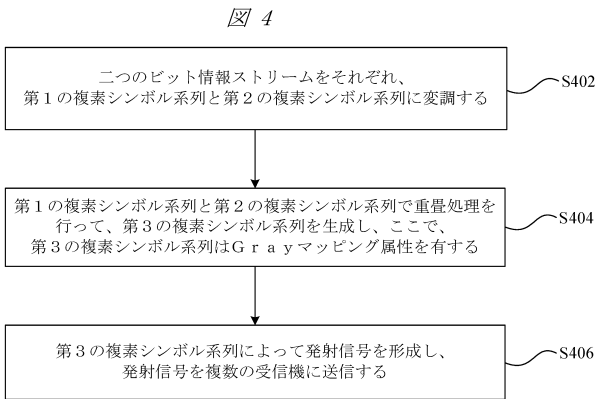 図 4
二つのビット情報ストリームをそれぞれ、
第１の複素シンボル系列と第２の複素シンボル系列に変調する
S402
第１の複素シンボル系列と第２の複素シンボル系列で重畳処理を
行って、第３の複素シンボル系列を生成し、ここで、
第３の複素シンボル系列はＧｒａｙマッピング属性を有する
S404
第３の複素シンボル系列によって発射信号を形成し、
発射信号を複数の受信機に送信する
S406